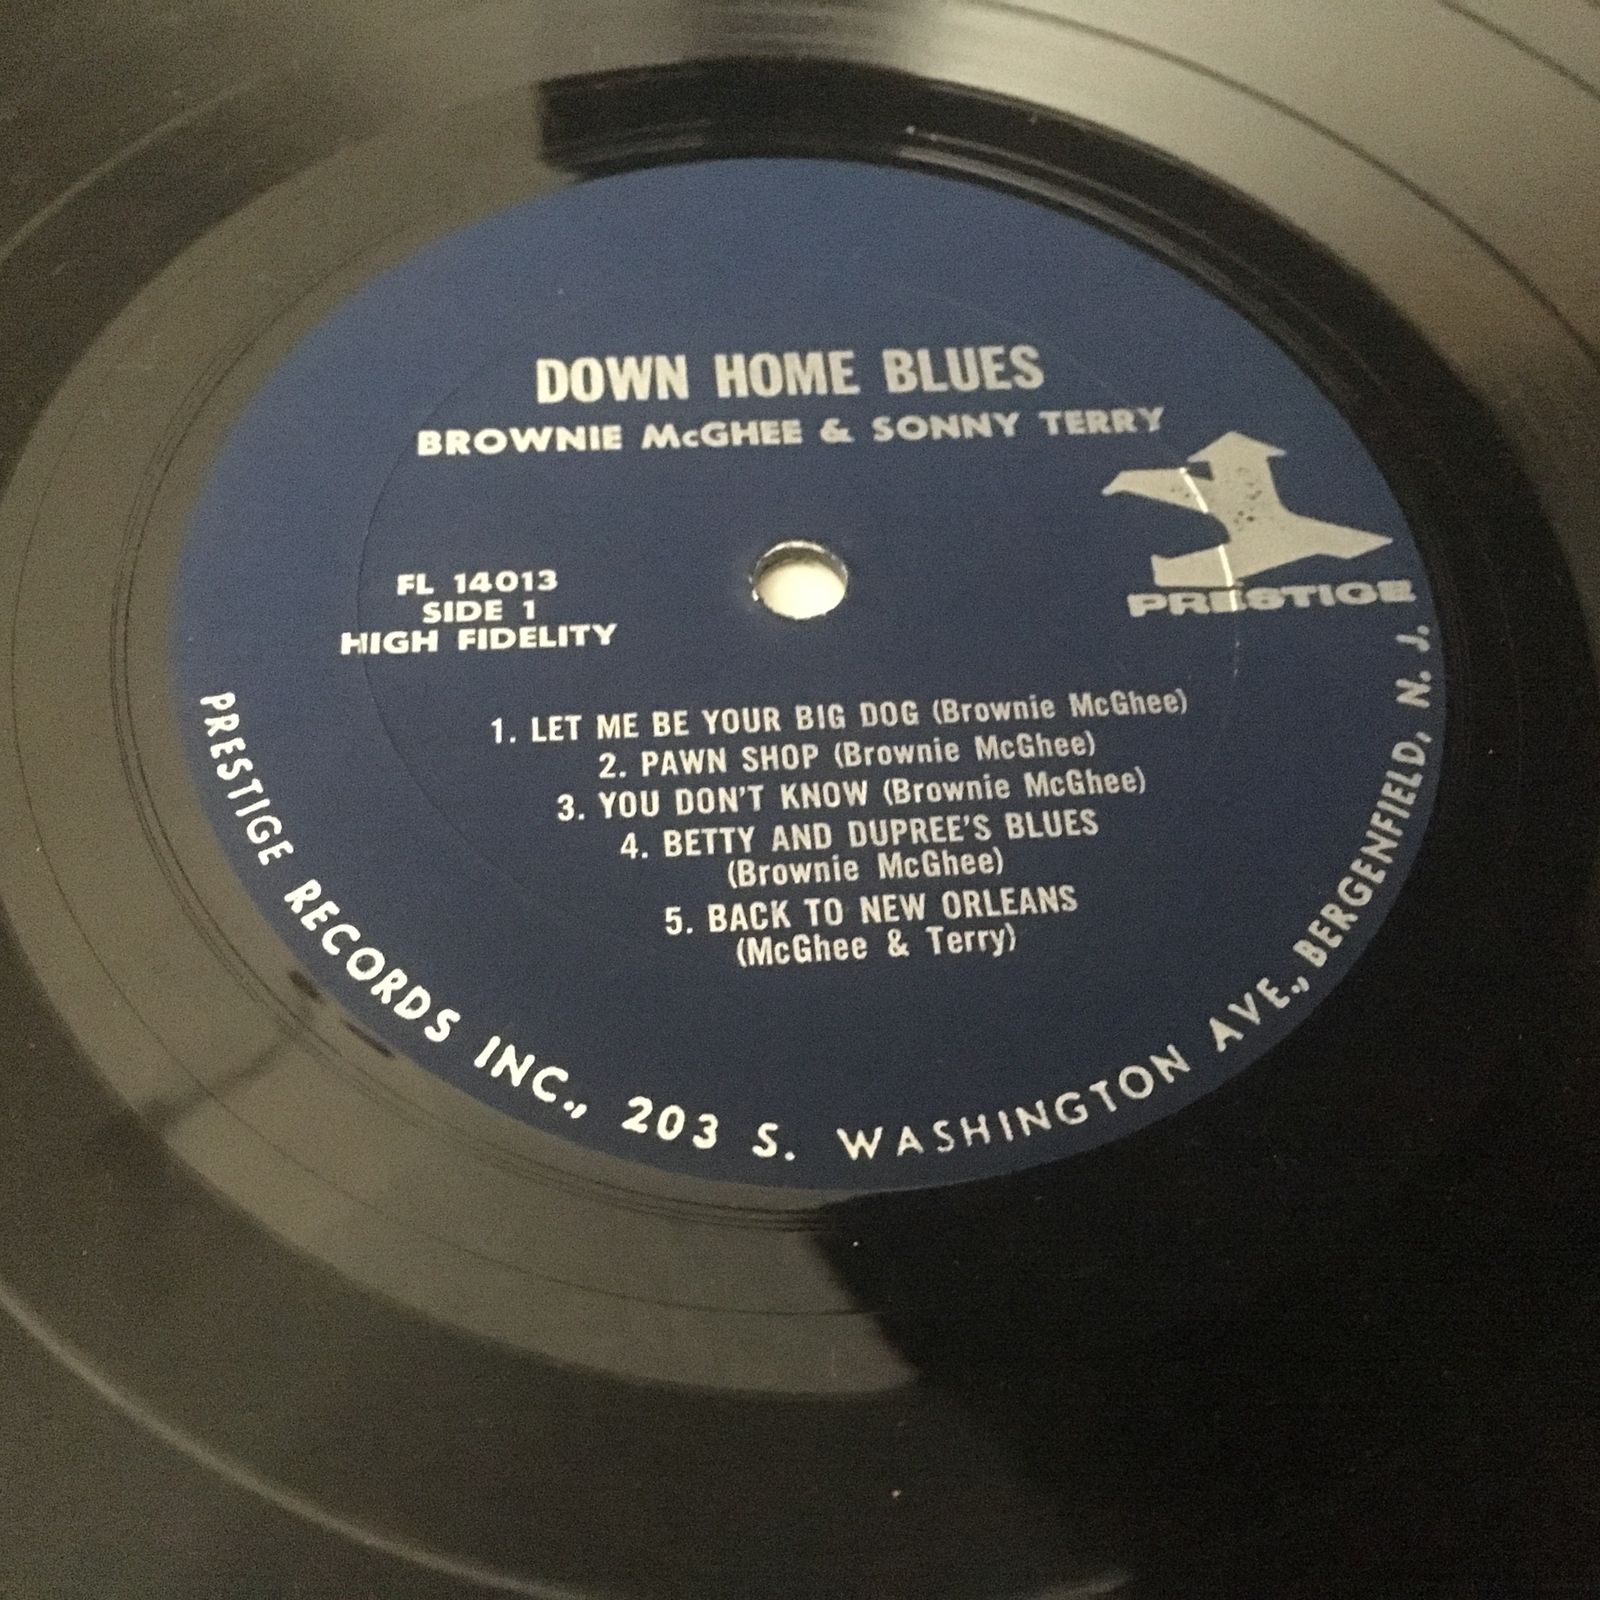 DOWN HOME BLUES
BROWNIE McGHEE & SONNY TERRY
PRESTIGE
FL 14013
SIDE 1
HIGH FIDELITY
1. LET ME BE YOUR BIG DOG (Brownie McGhee)
2. PAWN SHOP (Brownie McGhee)
3. YOU DON'T KNOW (Brownie McGhee)
4. BETTY AND DUPREE'S BLUES
(Brownie McGhee)
5. BACK TO NEW ORLEANS
(McGhee & Terry)
PRESTIGE RECORDS INC., 203 S. WASHINGTON AVE., BERGENFIELD, N. J.